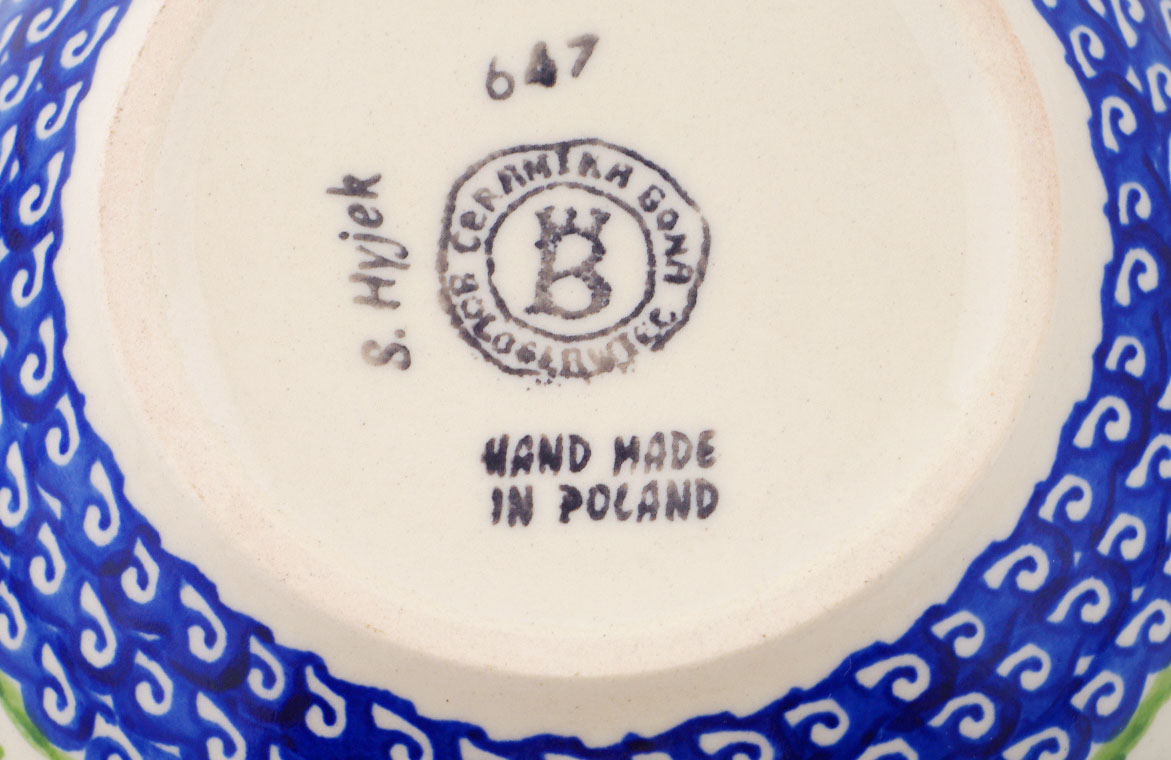 647
CERAMIKA BONA
BOLESŁAWIEC
B
S. Hyjek
HAND MADE
IN POLAND